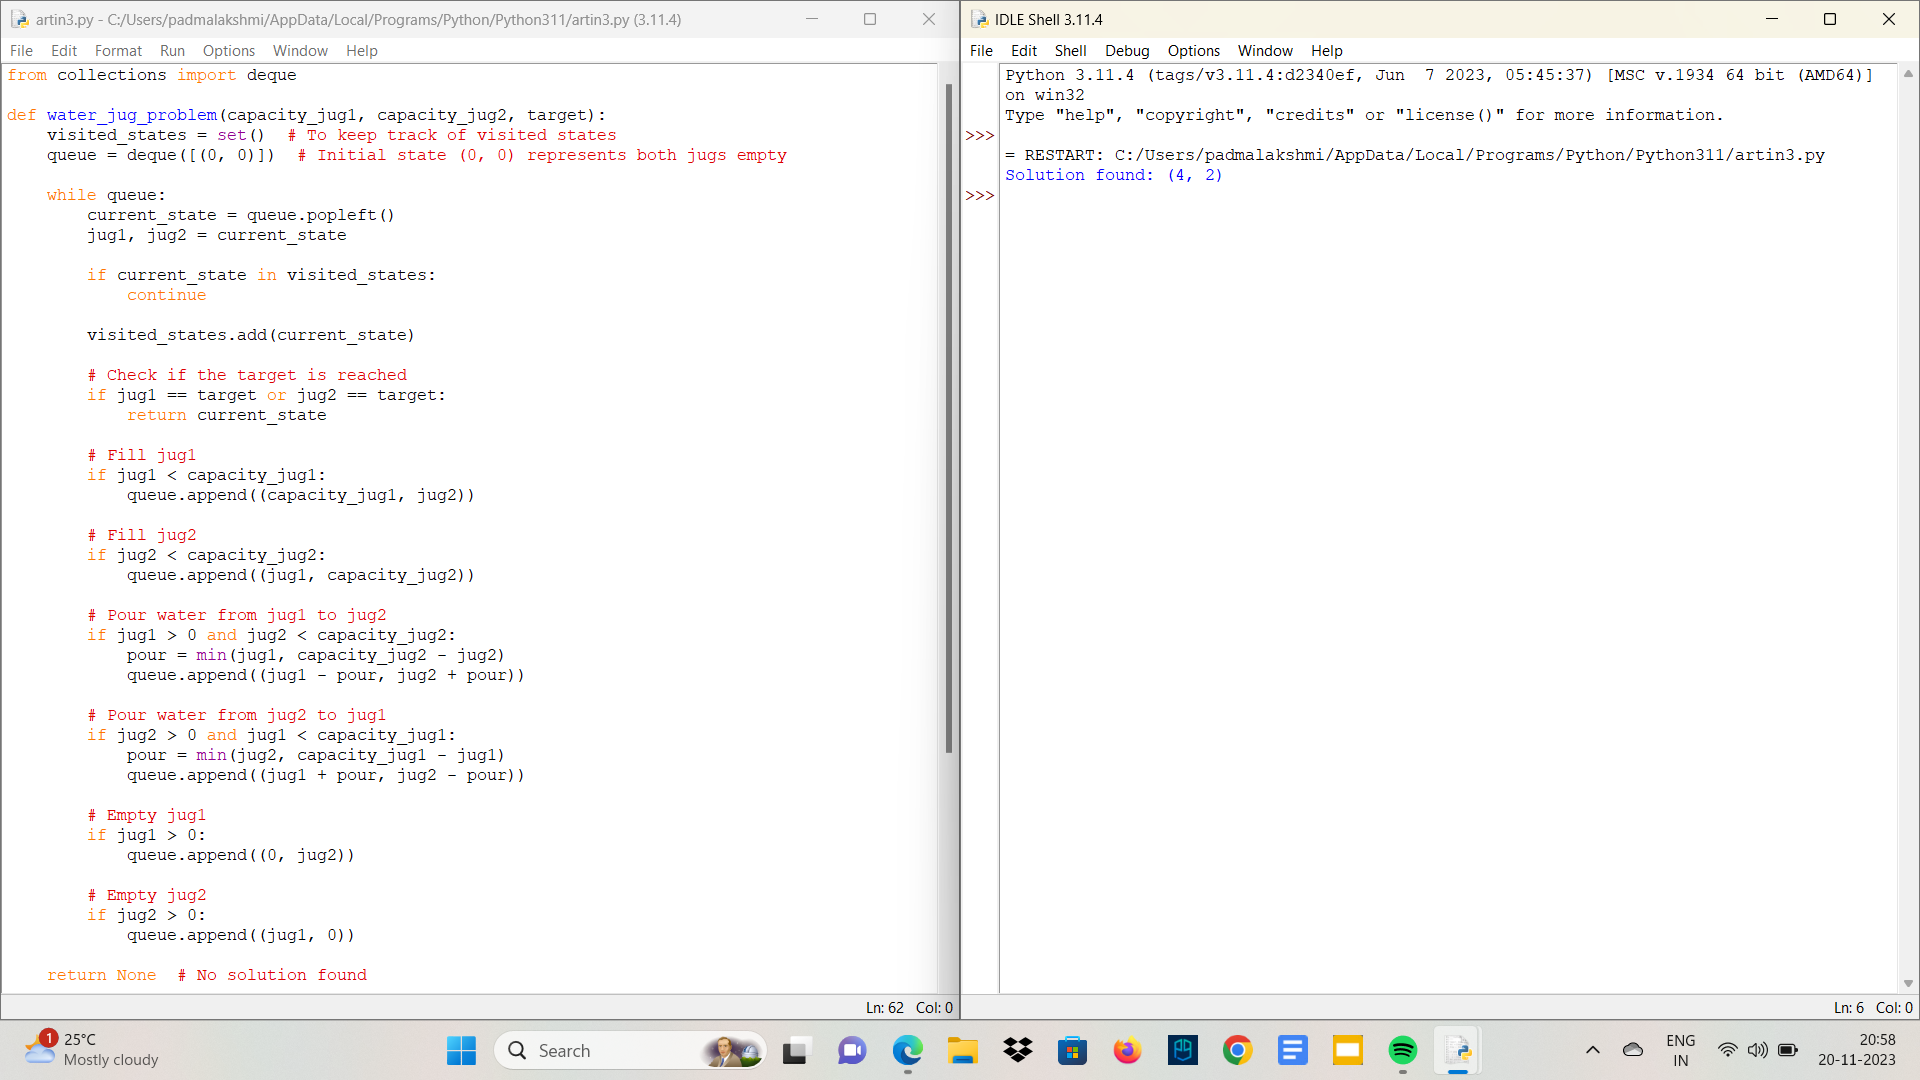 artin3.py - C:/Users/padmalakshmi/AppData/Local/Programs/Python/Python311/artin3.py (3.11.4)
File Edit Format Run Options Window Help
from collections import deque
def water_jug_problem(capacity_jug1, capacity_jug2, target):
    visited_states = set()  # To keep track of visited states
    queue = deque([(0, 0)])  # Initial state (0, 0) represents both jugs empty
    while queue:
        current_state = queue.popleft()
        jug1, jug2 = current_state
        if current_state in visited_states:
            continue
        visited_states.add(current_state)
        # Check if the target is reached
        if jug1 == target or jug2 == target:
            return current_state
        # Fill jug1
        if jug1 < capacity_jug1:
            queue.append((capacity_jug1, jug2))
        # Fill jug2
        if jug2 < capacity_jug2:
            queue.append((jug1, capacity_jug2))
        # Pour water from jug1 to jug2
        if jug1 > 0 and jug2 < capacity_jug2:
            pour = min(jug1, capacity_jug2 - jug2)
            queue.append((jug1 - pour, jug2 + pour))
        # Pour water from jug2 to jug1
        if jug2 > 0 and jug1 < capacity_jug1:
            pour = min(jug2, capacity_jug1 - jug1)
            queue.append((jug1 + pour, jug2 - pour))
        # Empty jug1
        if jug1 > 0:
            queue.append((0, jug2))
        # Empty jug2
        if jug2 > 0:
            queue.append((jug1, 0))
    return None  # No solution found
Ln: 62 Col: 0
IDLE Shell 3.11.4
File Edit Shell Debug Options Window Help
Python 3.11.4 (tags/v3.11.4:d2340ef, Jun  7 2023, 05:45:37) [MSC v.1934 64 bit (AMD64)]
on win32
Type "help", "copyright", "credits" or "license()" for more information.
>>>
= RESTART: C:/Users/padmalakshmi/AppData/Local/Programs/Python/Python311/artin3.py
Solution found: (4, 2)
>>>
Ln: 6 Col: 0
1
25°C
Mostly cloudy
Search
ENG
IN
20:58
20-11-2023